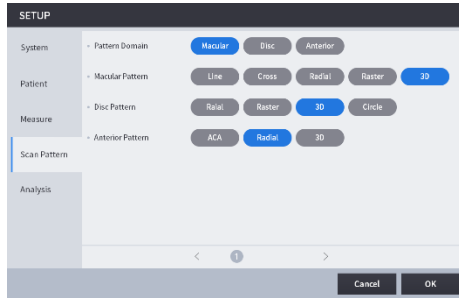 SETUP
System
Patient
Measure
Scan Pattern
Analysis
Pattern Domain Macular Disc Anterior
Macular Pattern Line Cross Radial Raster 3D
Disc Pattern Raial Raster 3D Circle
Anterior Pattern ACA Radial 3D
< 1 >
Cancel OK